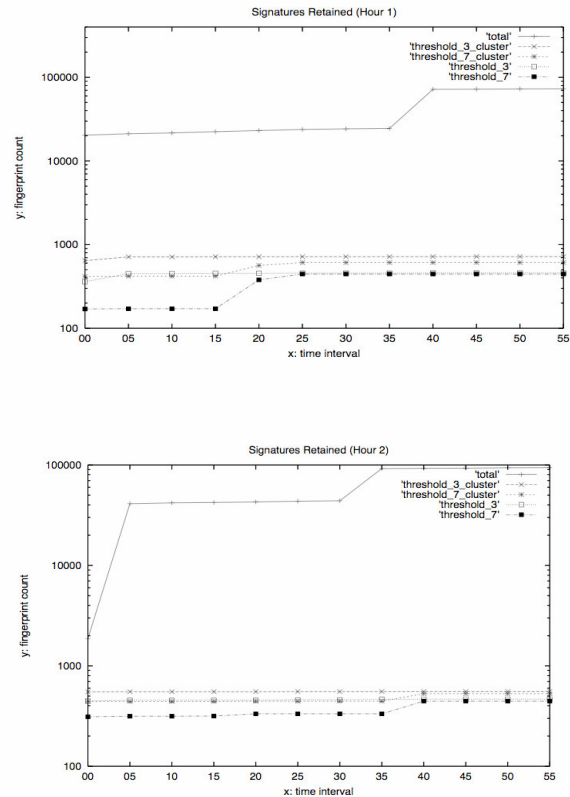 Signatures Retained (Hour 1)
'total'
'threshold_3_cluster'
'threshold_7_cluster'
'threshold_3'
'threshold_7'
100000
10000
1000
100
y: fingerprint count
00 05 10 15 20 25 30 35 40 45 50 55
x: time interval
Signatures Retained (Hour 2)
'total'
'threshold_3_cluster'
'threshold_7_cluster'
'threshold_3'
'threshold_7'
100000
10000
1000
100
y: fingerprint count
00 05 10 15 20 25 30 35 40 45 50 55
x: time interval